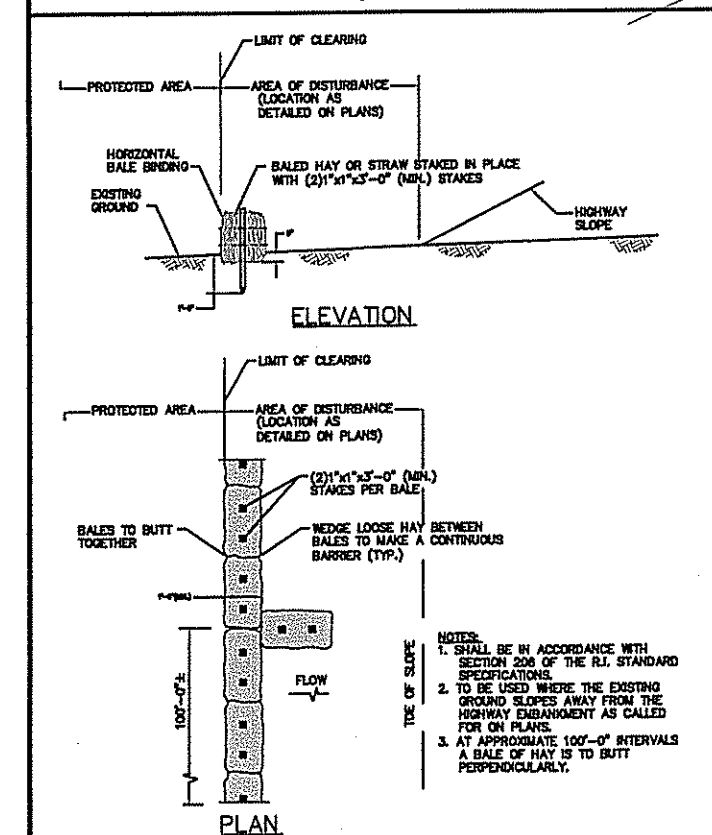 LIMIT OF CLEARING
PROTECTED AREA
AREA OF DISTURBANCE
(LOCATION AS
DETAILED ON PLANS)
HORIZONTAL
BALE BINDING
BALED HAY OR STRAW STAKED IN PLACE
WITH (2)1"x1"x3'-0" (MIN.) STAKES
EXISTING
GROUND
HIGHWAY
SLOPE
ELEVATION
LIMIT OF CLEARING
PROTECTED AREA
AREA OF DISTURBANCE
(LOCATION AS
DETAILED ON PLANS)
(2)1"x1"x3'-0" (MIN.)
STAKES PER BALE
BALES TO BUTT
TOGETHER
WEDGE LOOSE HAY BETWEEN
BALES TO MAKE A CONTINUOUS
BARRIER (TYP.)
FLOW
100'-0"±
TOE OF SLOPE
NOTES:
1. SHALL BE IN ACCORDANCE WITH
SECTION 206 OF THE R.I. STANDARD
SPECIFICATIONS.
2. TO BE USED WHERE THE EXISTING
GROUND SLOPES AWAY FROM THE
HIGHWAY EMBANKMENT AS CALLED
FOR ON PLANS.
3. AT APPROXIMATE 100'-0" INTERVALS
A BALE OF HAY IS TO BUTT
PERPENDICULARLY.
PLAN